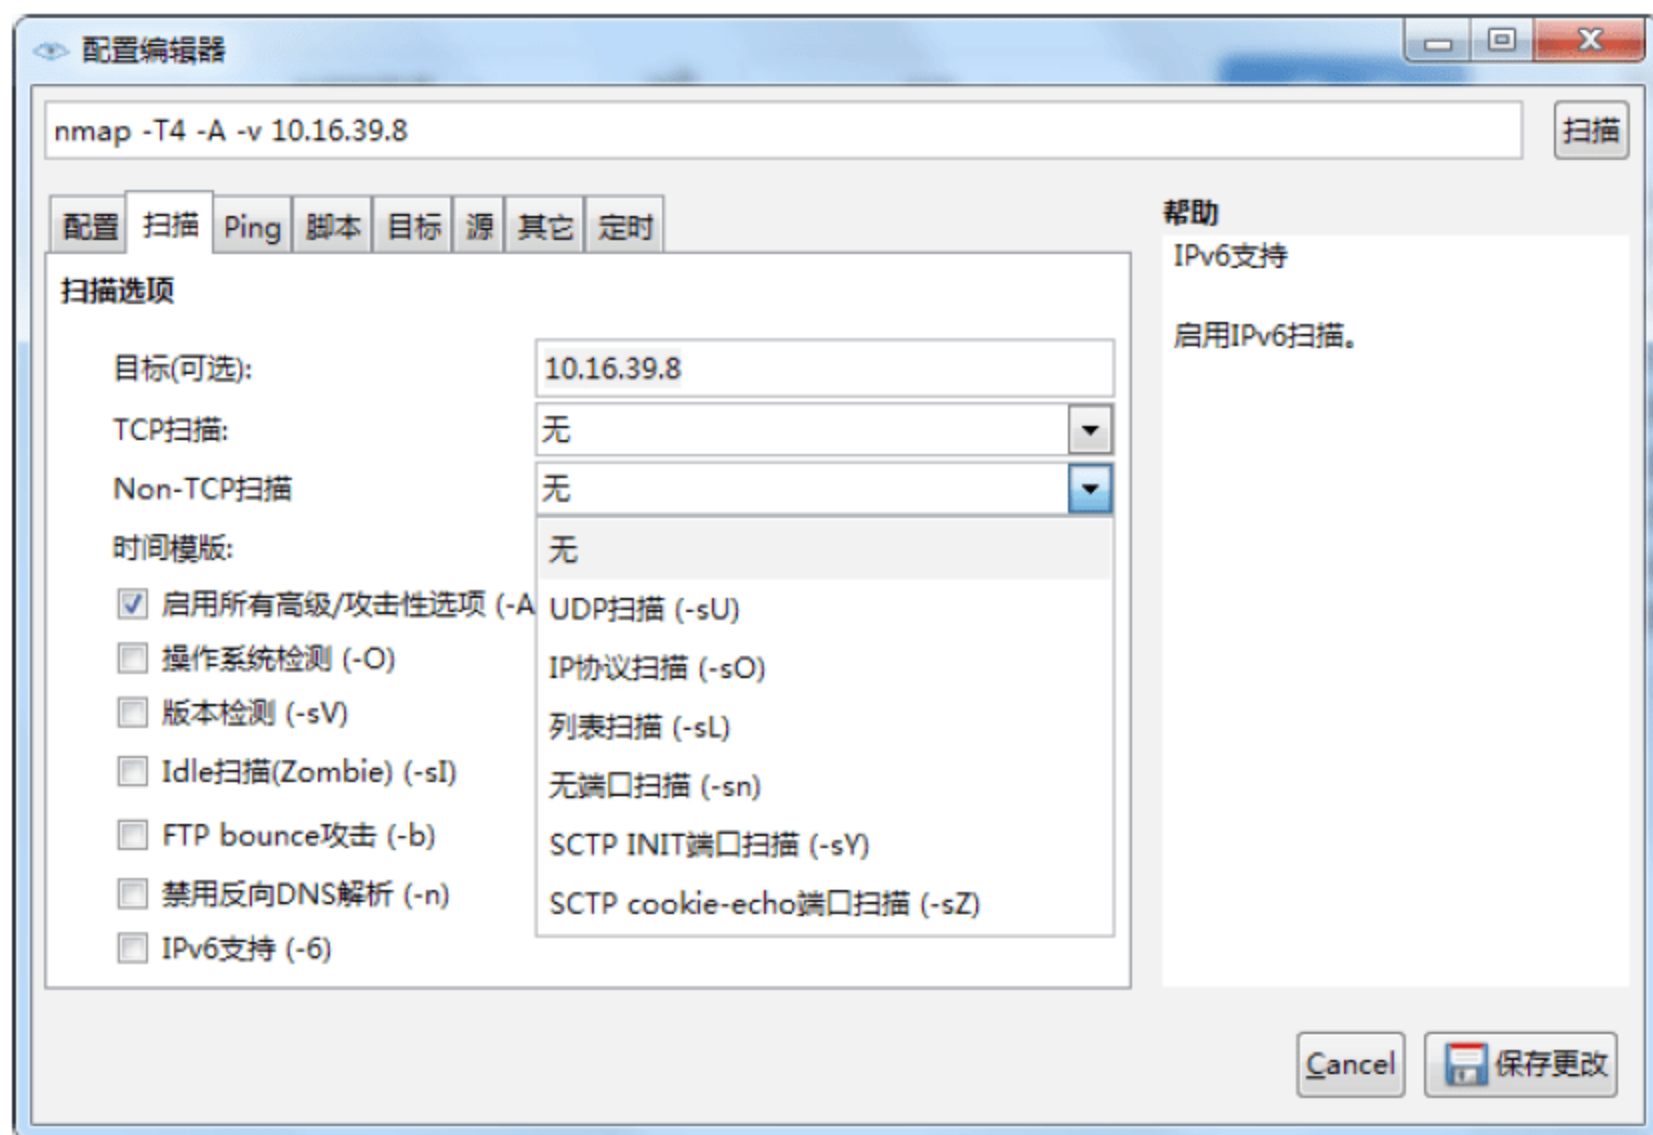 配置编辑器
nmap -T4 -A -v 10.16.39.8
扫描
配置 扫描 Ping 脚本 目标 源 其它 定时
帮助
IPv6支持
启用IPv6扫描。
扫描选项
目标(可选): 10.16.39.8
TCP扫描: 无
Non-TCP扫描 无
时间模版:
无
UDP扫描 (-sU)
IP协议扫描 (-sO)
列表扫描 (-sL)
无端口扫描 (-sn)
SCTP INIT端口扫描 (-sY)
SCTP cookie-echo端口扫描 (-sZ)
启用所有高级/攻击性选项 (-A
操作系统检测 (-O)
版本检测 (-sV)
Idle扫描(Zombie) (-sI)
FTP bounce攻击 (-b)
禁用反向DNS解析 (-n)
IPv6支持 (-6)
Cancel 保存更改